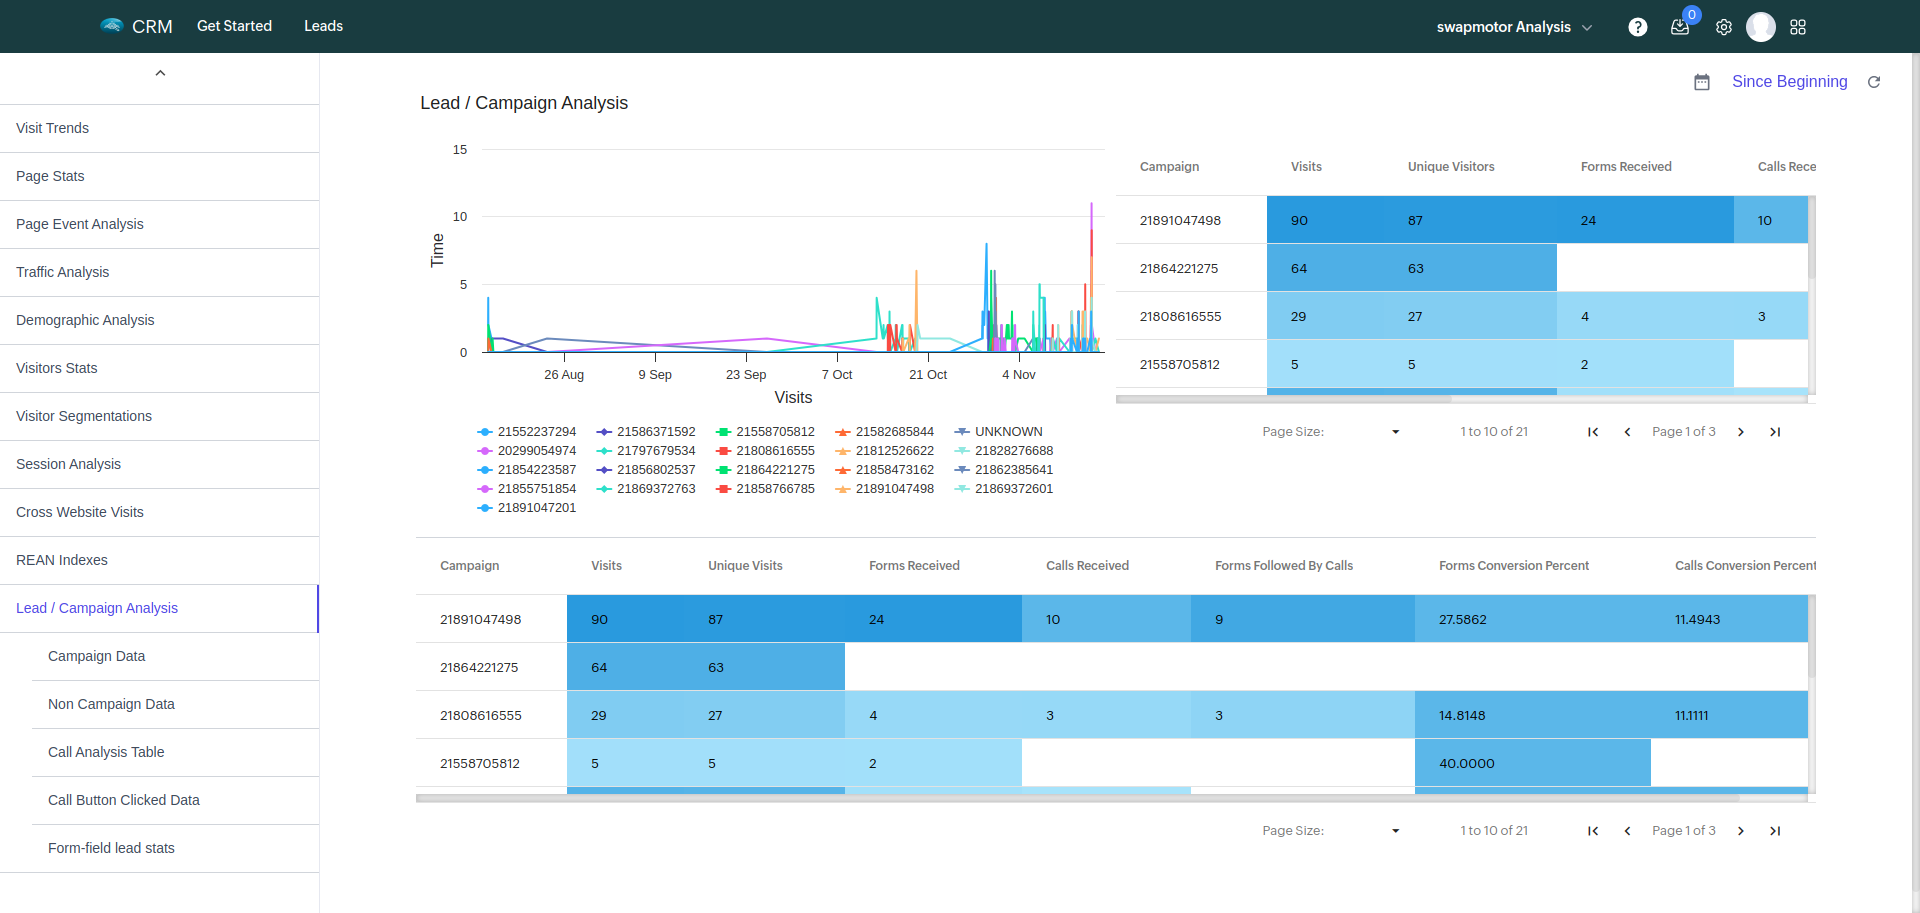 CRM Get Started Leads swapmotor Analysis 0
Since Beginning
Visit Trends
Page Stats
Page Event Analysis
Traffic Analysis
Demographic Analysis
Visitors Stats
Visitor Segmentations
Session Analysis
Cross Website Visits
REAN Indexes
Lead / Campaign Analysis
Campaign Data
Non Campaign Data
Call Analysis Table
Call Button Clicked Data
Form-field lead stats
Lead / Campaign Analysis
15
10
5
0
Time
26 Aug 9 Sep 23 Sep 7 Oct 21 Oct 4 Nov
Visits
21552237294 21586371592 21558705812 21582685844 UNKNOWN
20299054974 21797679534 21808616555 21812526622 21828276688
21854223587 21856802537 21864221275 21858473162 21862385641
21855751854 21869372763 21858766785 21891047498 21869372601
21891047201
Campaign Visits Unique Visitors Forms Received Calls Rece
21891047498 90 87 24 10
21864221275 64 63
21808616555 29 27 4 3
21558705812 5 5 2
Page Size: 1 to 10 of 21 Page 1 of 3
Campaign Visits Unique Visits Forms Received Calls Received Forms Followed By Calls Forms Conversion Percent Calls Conversion Percent
21891047498 90 87 24 10 9 27.5862 11.4943
21864221275 64 63
21808616555 29 27 4 3 3 14.8148 11.1111
21558705812 5 5 2 40.0000
Page Size: 1 to 10 of 21 Page 1 of 3